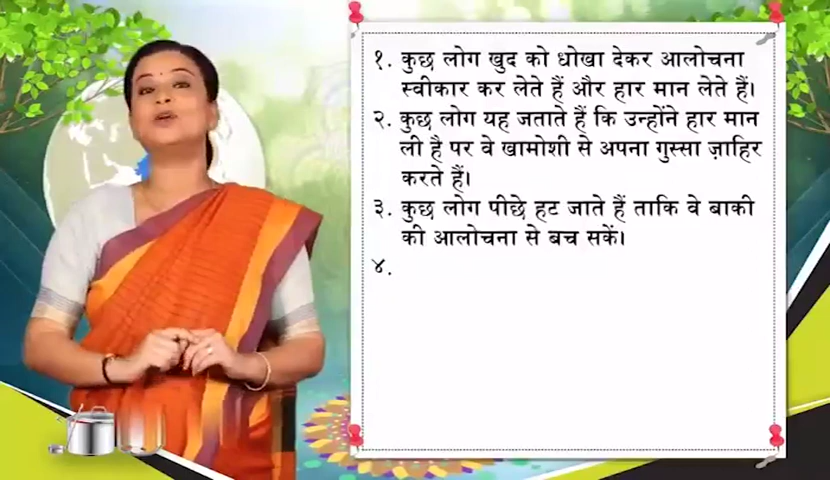 १. कुछ लोग खुद को धोखा देकर आलोचना
स्वीकार कर लेते हैं और हार मान लेते हैं।
२. कुछ लोग यह जताते हैं कि उन्होंने हार मान
ली है पर वे खामोशी से अपना गुस्सा ज़ाहिर
करते हैं।
३. कुछ लोग पीछे हट जाते हैं ताकि वे बाकी
की आलोचना से बच सकें।
४.